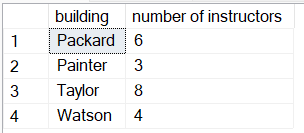 building number of instructors
1 Packard 6
2 Painter 3
3 Taylor 8
4 Watson 4